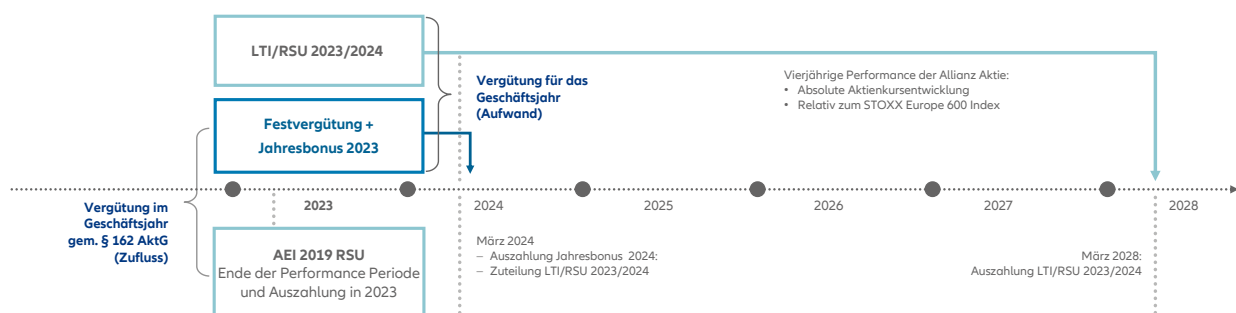 LTI/RSU 2023/2024
Festvergütung +
Jahresbonus 2023
Vergütung für das
Geschäftsjahr
(Aufwand)
Vierjährige Performance der Allianz Aktie:
• Absolute Aktienkursentwicklung
• Relativ zum STOXX Europe 600 Index
2023
2024
2025
2026
2027
2028
Vergütung im
Geschäftsjahr
gem. § 162 AktG
(Zufluss)
AEI 2019 RSU
Ende der Performance Periode
und Auszahlung in 2023
März 2024
– Auszahlung Jahresbonus 2024:
– Zuteilung LTI/RSU 2023/2024
März 2028:
Auszahlung LTI/RSU 2023/2024